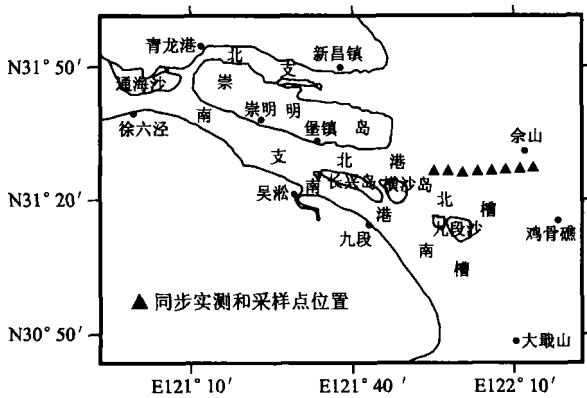 青龙港
北支
新昌镇
N31°50′
通海沙
崇明岛
崇明
徐六泾
南支
堡镇
佘山
北港
长兴岛
横沙岛
N31°20′
吴淞
南港
北槽
九段沙
鸡骨礁
九段
南槽
▲同步实测和采样点位置
N30°50′
大戢山
E121°10′
E121°40′
E122°10′